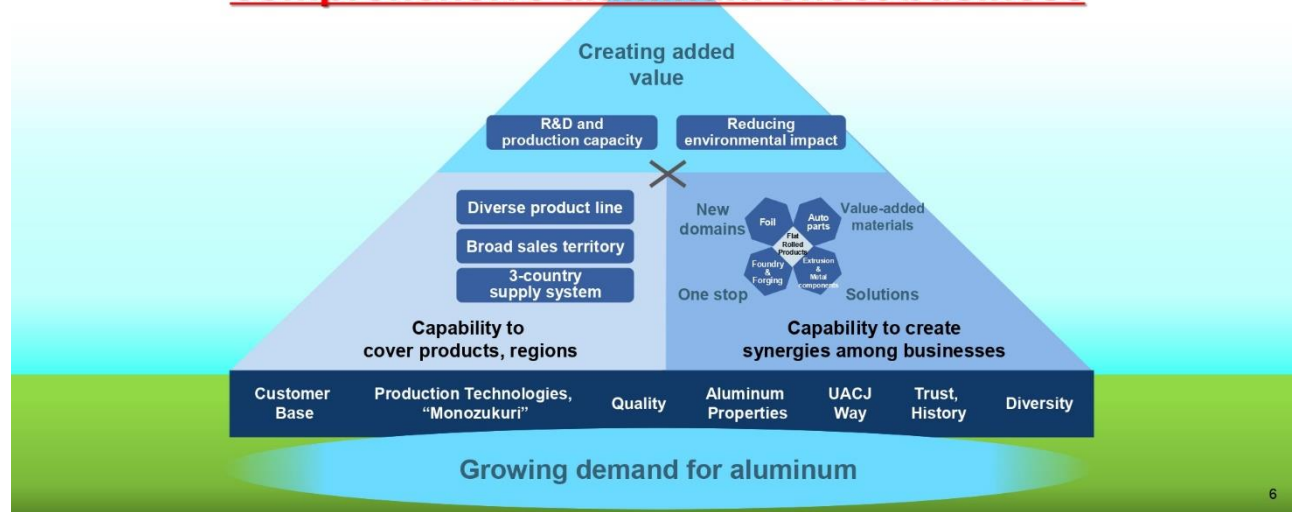 Creating added
value
R&D and
production capacity
Reducing
environmental impact
Diverse product line
Broad sales territory
3-country
supply system
Capability to
cover products, regions
New
domains
Value-added
materials
Foil
Auto
parts
Flat
Rolled
Products
Foundry
&
Forging
Extrusion
&
Metal
components
One stop
Solutions
Capability to create
synergies among businesses
Customer
Base
Production Technologies,
“Monozukuri”
Quality
Aluminum
Properties
UACJ
Way
Trust,
History
Diversity
Growing demand for aluminum
6